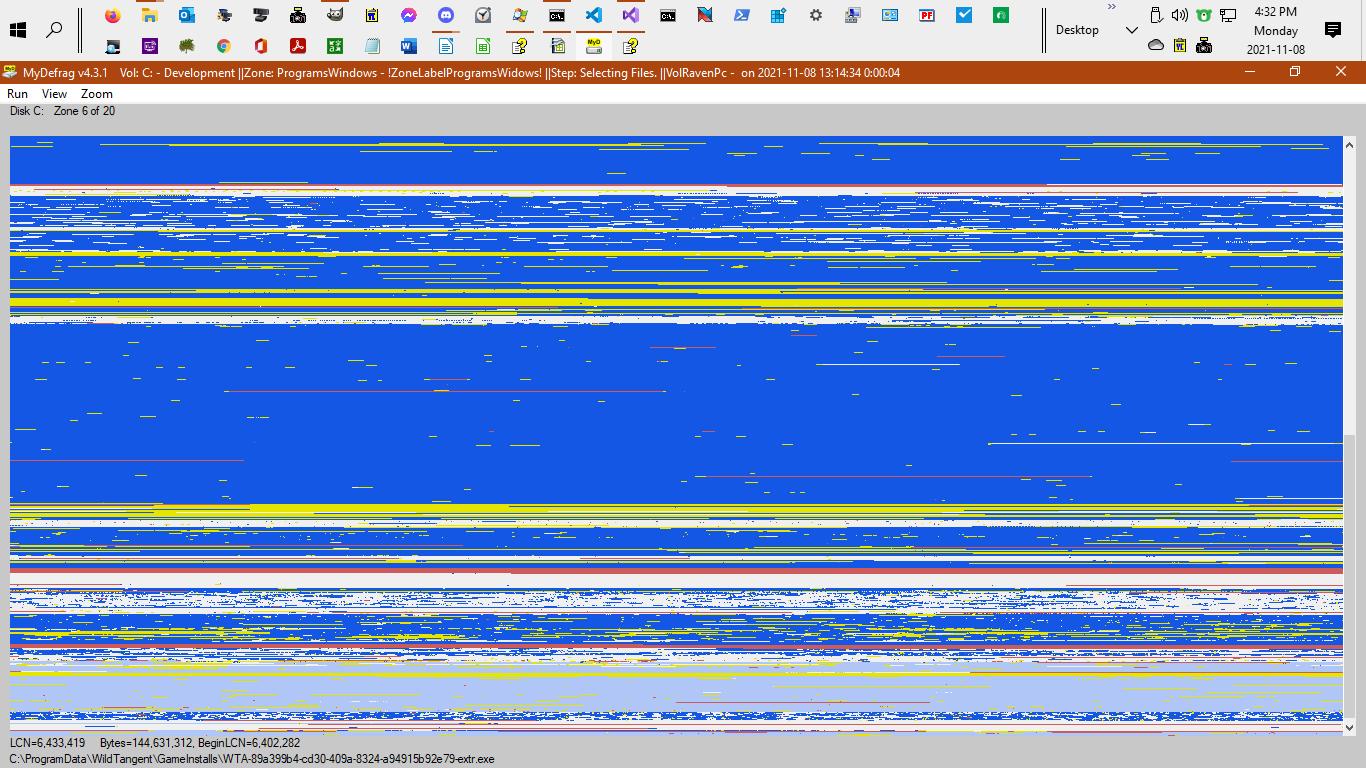 4:32 PM
Monday
2021-11-08
Desktop
MyDefrag v4.3.1 Vol: C: - Development ||Zone: ProgramsWindows - !ZoneLabelProgramsWidows! ||Step: Selecting Files. ||VolRavenPc - on 2021-11-08 13:14:34 0:00:04
Run View Zoom
Disk C: Zone 6 of 20
LCN=6,433,419 Bytes=144,631,312, BeginLCN=6,402,282
C:\ProgramData\WildTangent\GameInstalls\WTA-89a399b4-cd30-409a-8324-a94915b92e79-extr.exe